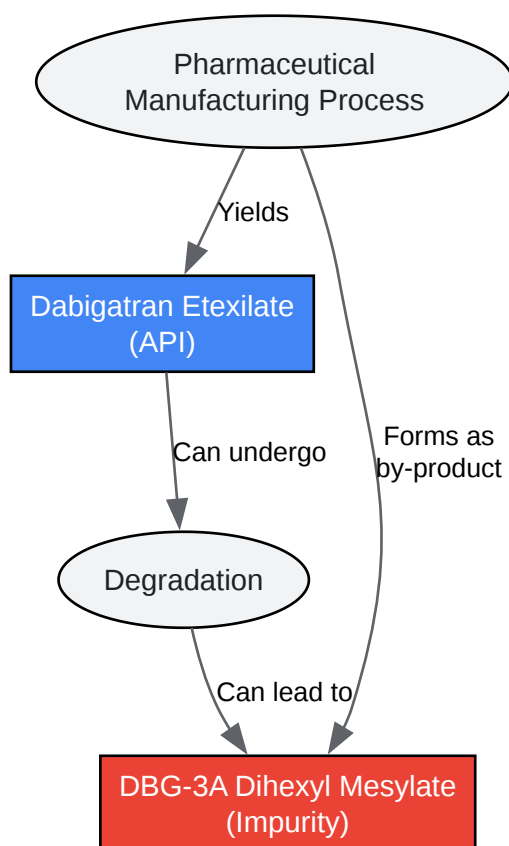 Pharmaceutical
Manufacturing Process
Yields
Dabigatran Etexilate
(API)
Can undergo
Forms as
by-product
Degradation
Can lead to
DBG-3A Dihexyl Mesylate
(Impurity)